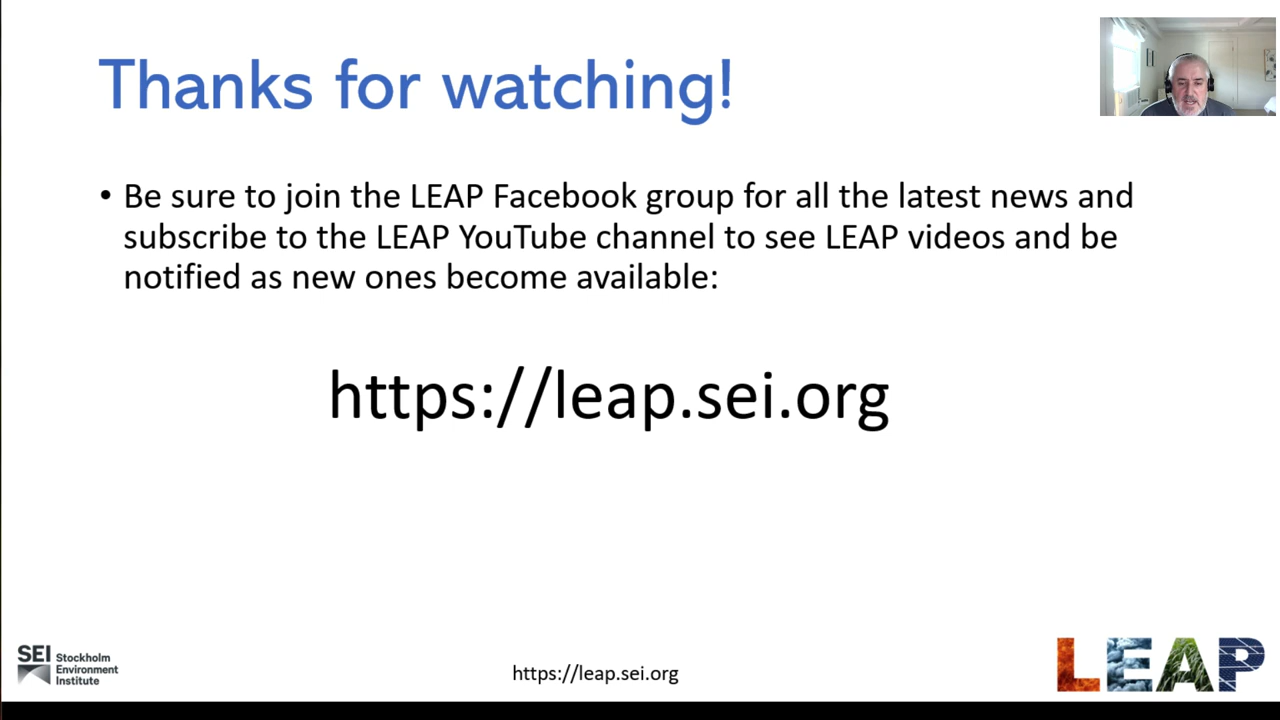 Thanks for watching!
• Be sure to join the LEAP Facebook group for all the latest news and
subscribe to the LEAP YouTube channel to see LEAP videos and be
notified as new ones become available:
https://leap.sei.org
SEI Stockholm
Environment
Institute
https://leap.sei.org
LEAP